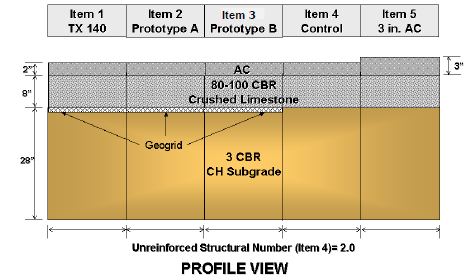 Item 1 Item 2 Item 3 Item 4 Item 5
TX 140 Prototype A Prototype B Control 3 in. AC
2" AC 3"
8" 80-100 CBR
Crushed Limestone
Geogrid
28" 3 CBR
CH Subgrade
Unreinforced Structural Number (Item 4)= 2.0
PROFILE VIEW